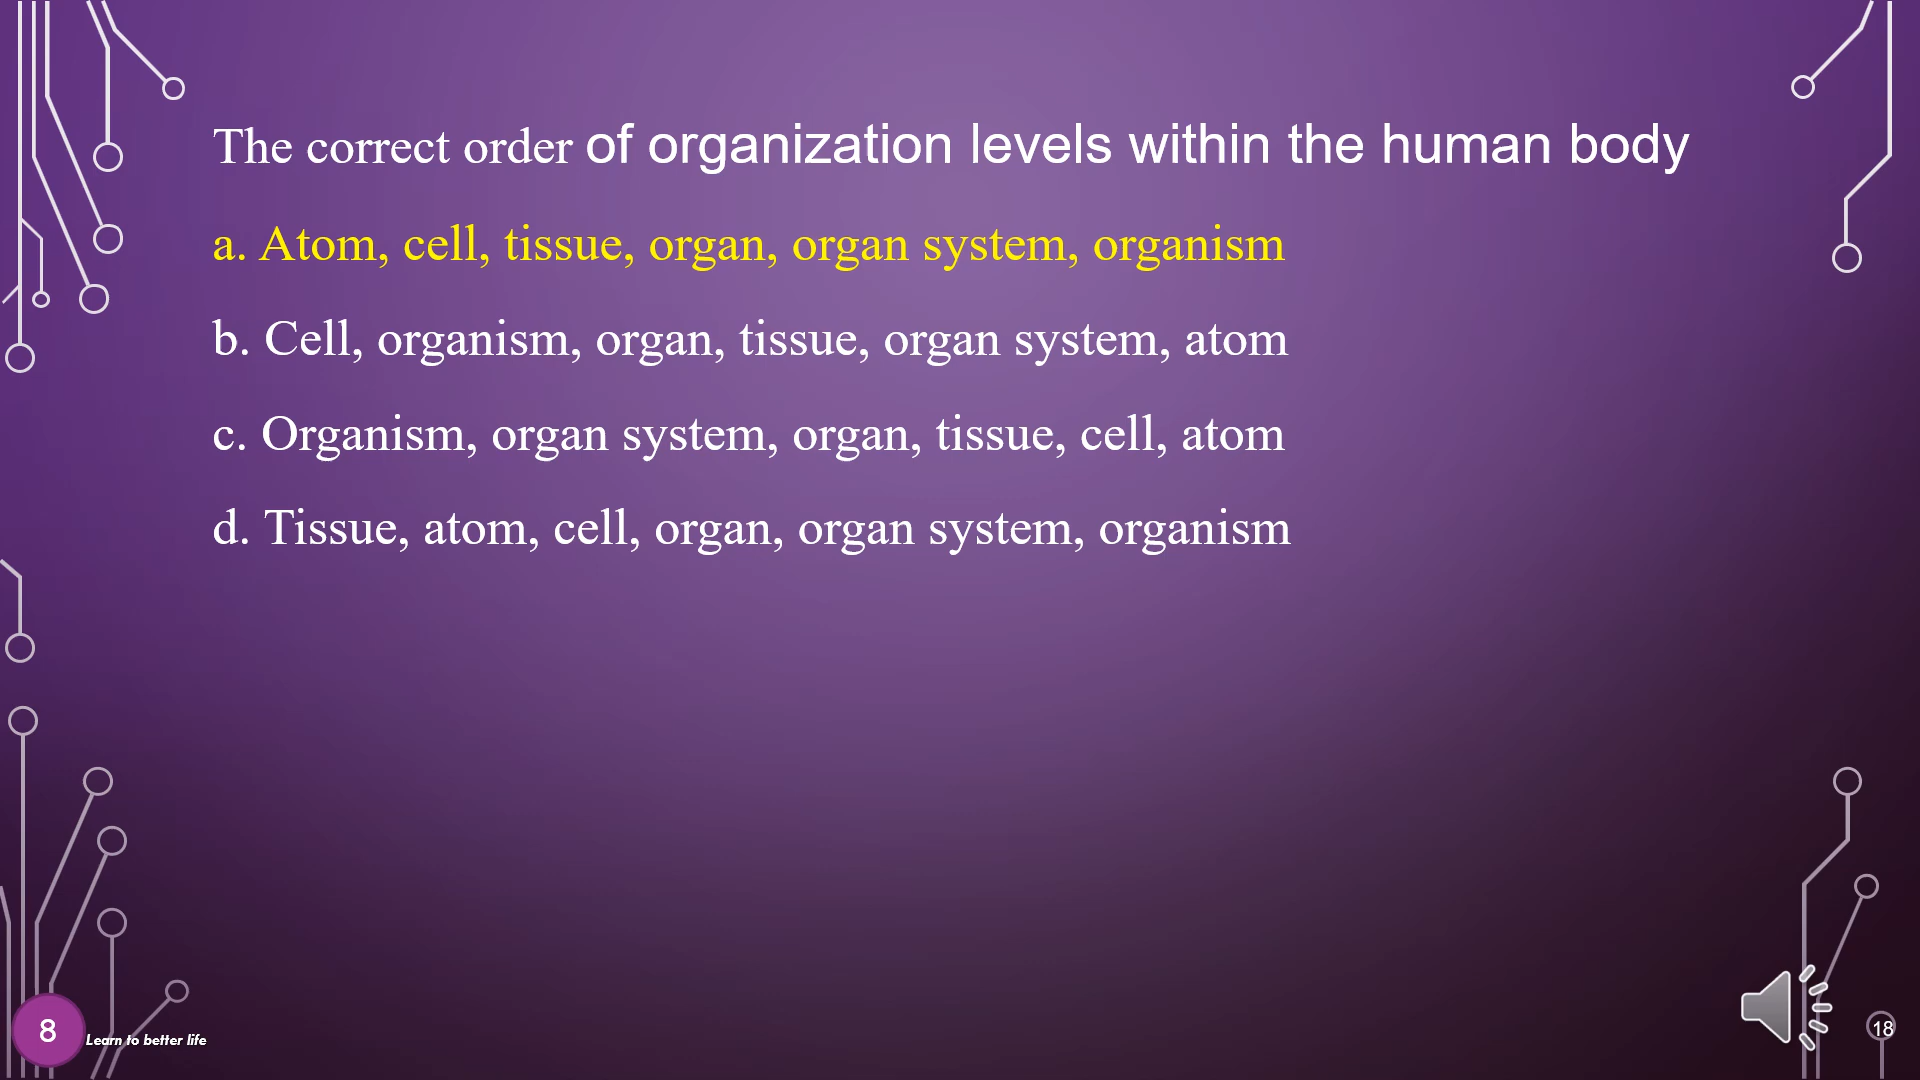 The correct order of organization levels within the human body
a. Atom, cell, tissue, organ, organ system, organism
b. Cell, organism, organ, tissue, organ system, atom
c. Organism, organ system, organ, tissue, cell, atom
d. Tissue, atom, cell, organ, organ system, organism
8
Learn to better life
18